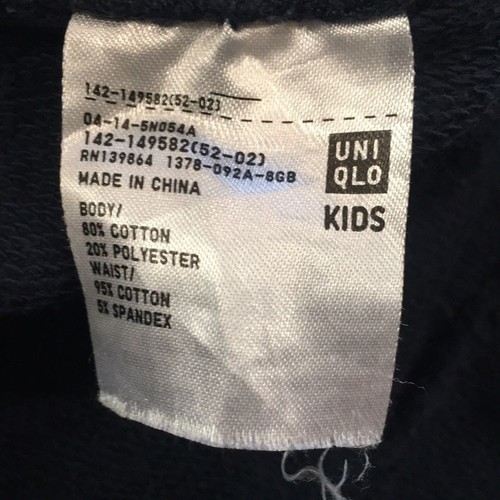 142-149582(52-02)
04-14-5N054A
142-149582(52-02)
RN139864 1378-092A-8GB
MADE IN CHINA
BODY/
80% COTTON
20% POLYESTER
WAIST/
95% COTTON
5% SPANDEX
UNI
QLO
KIDS